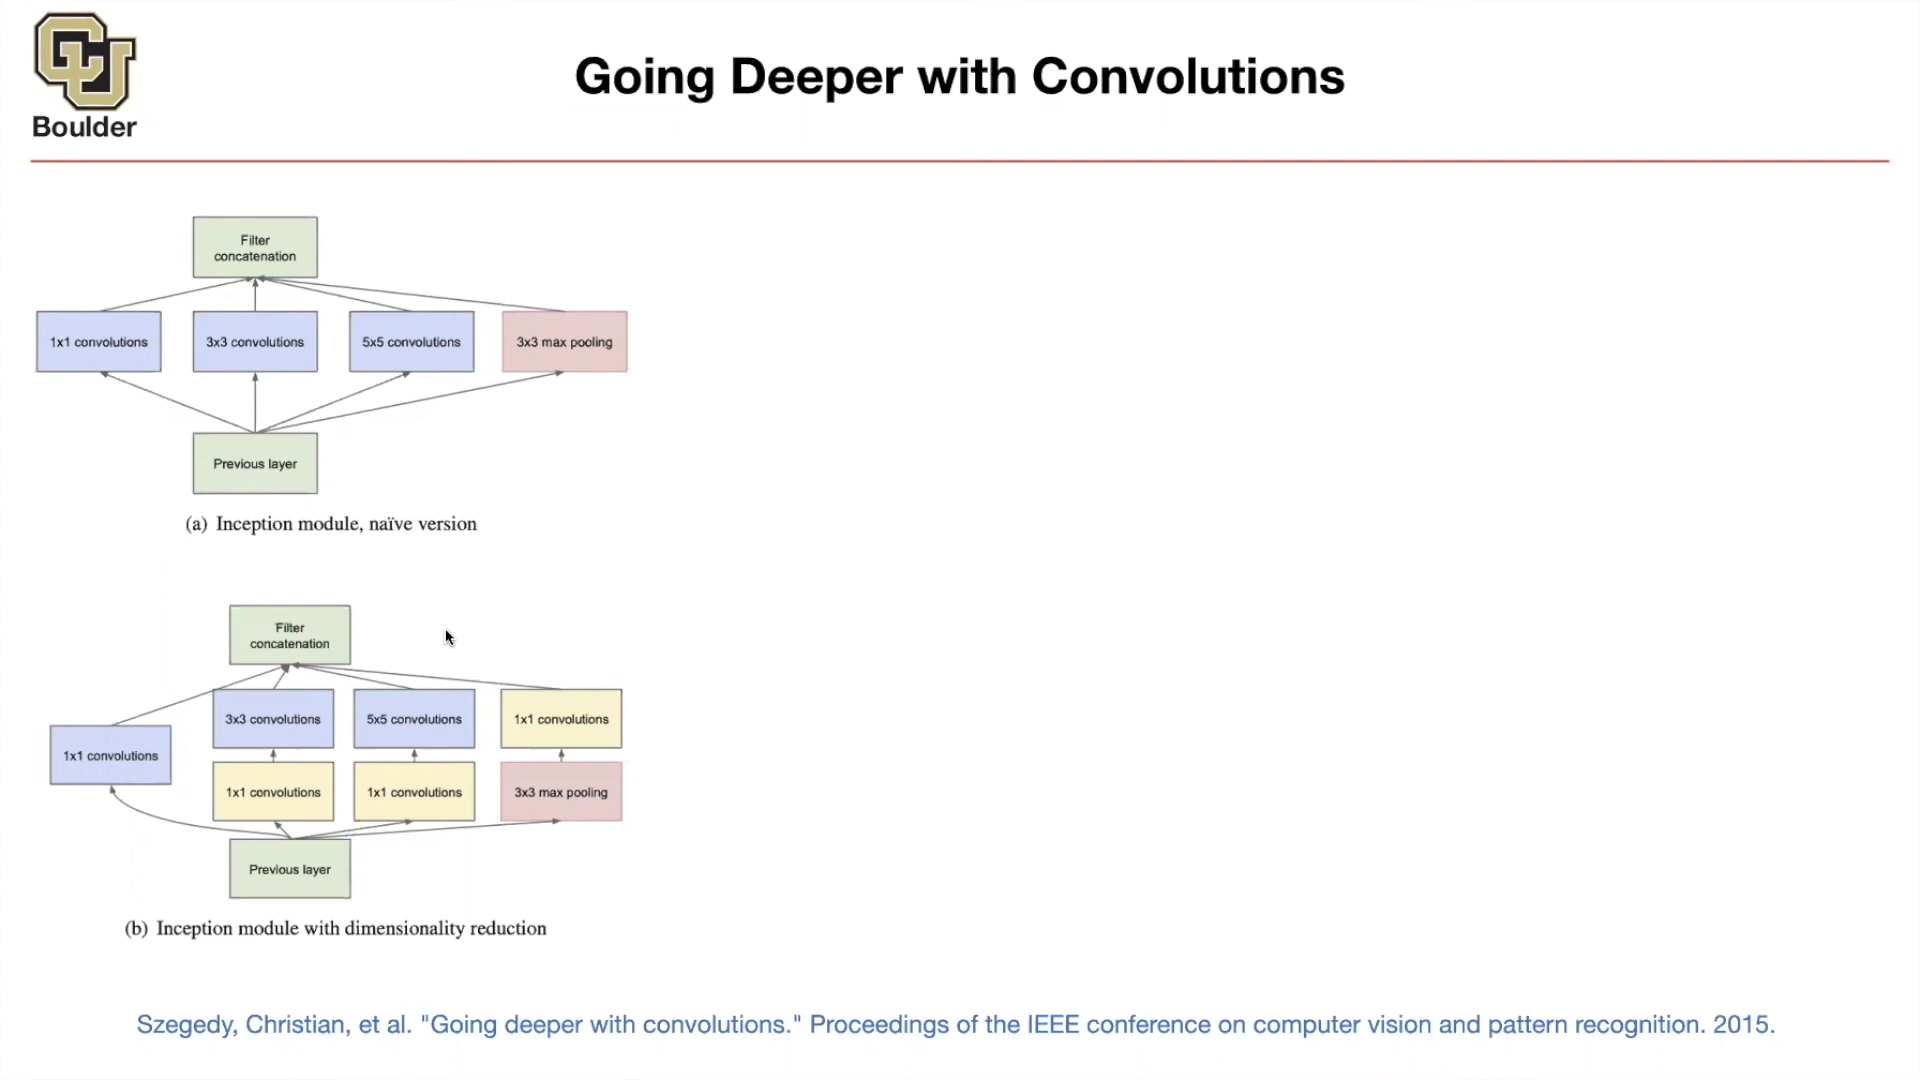 CU
Boulder
Going Deeper with Convolutions
Filter
concatenation
1x1 convolutions
3x3 convolutions
5x5 convolutions
3x3 max pooling
Previous layer
(a) Inception module, naïve version
Filter
concatenation
3x3 convolutions
5x5 convolutions
1x1 convolutions
1x1 convolutions
1x1 convolutions
1x1 convolutions
3x3 max pooling
Previous layer
(b) Inception module with dimensionality reduction
Szegedy, Christian, et al. "Going deeper with convolutions." Proceedings of the IEEE conference on computer vision and pattern recognition. 2015.